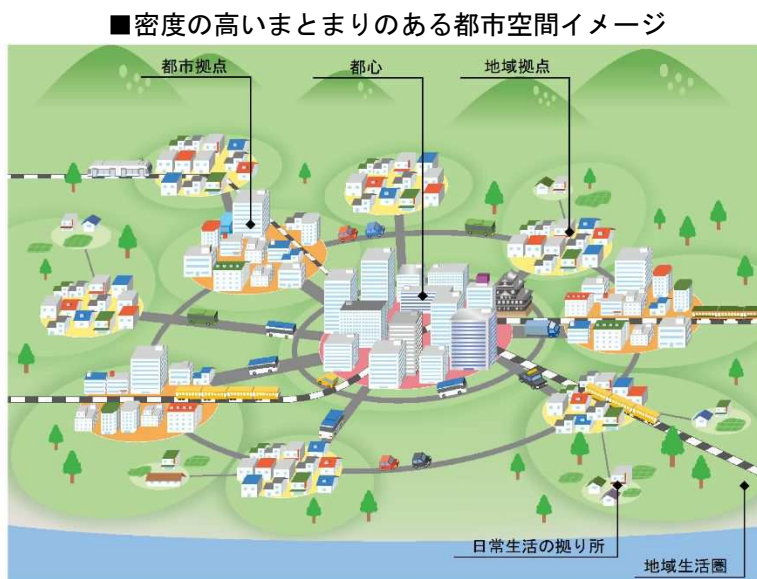 ■密度の高いまとまりのある都市空間イメージ
都市拠点
都心
地域拠点
日常生活の拠り所
地域生活圏